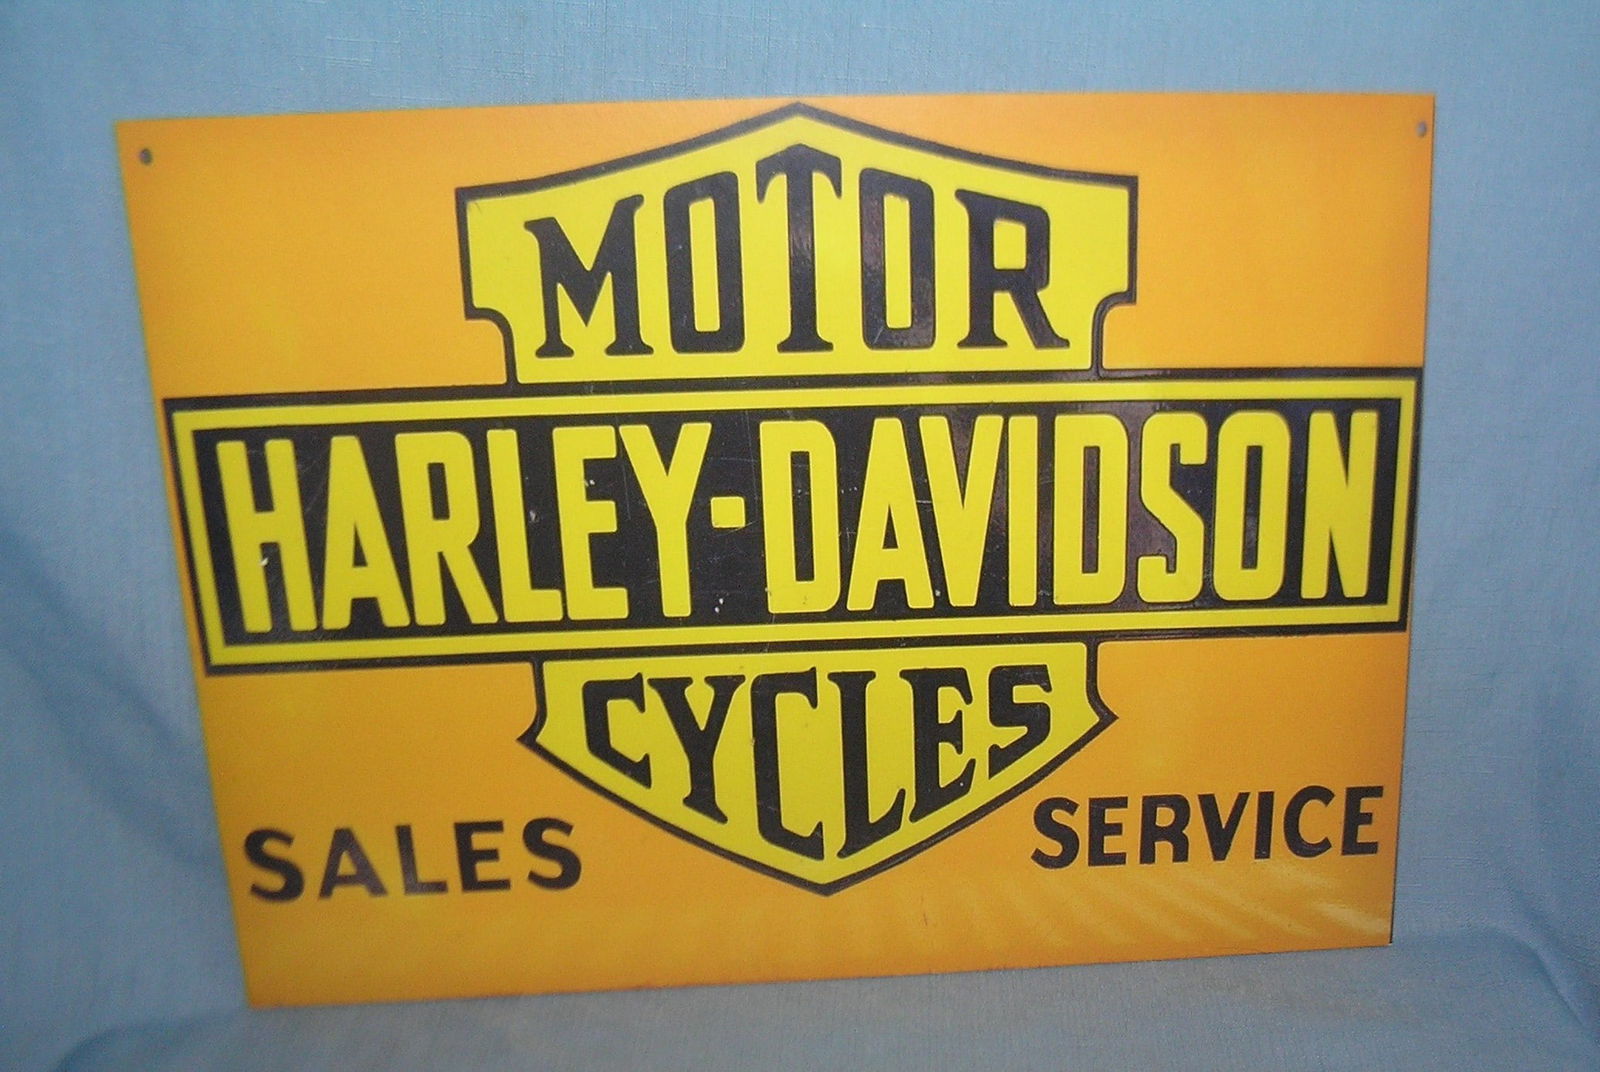 MOTOR
HARLEY-DAVIDSON
CYCLES
SALES SERVICE